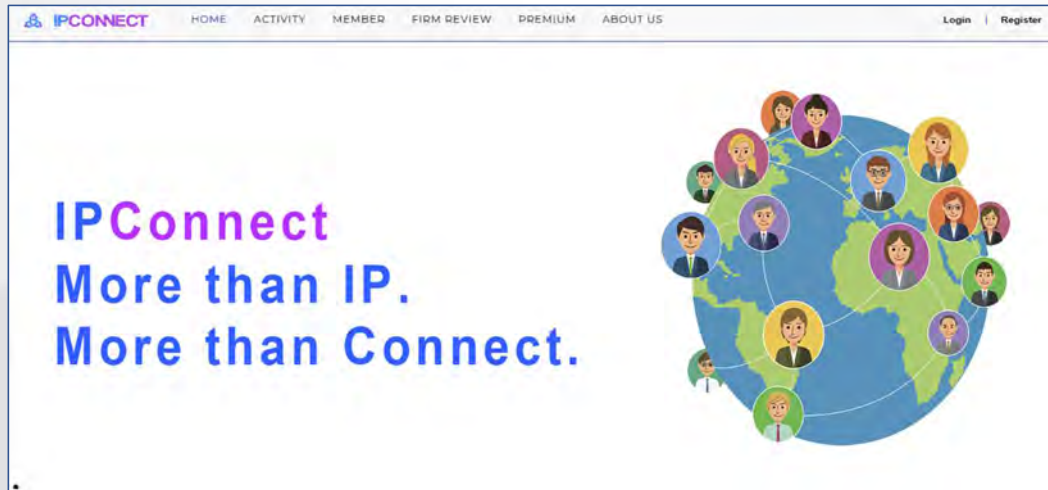 IPCONNECT HOME ACTIVITY MEMBER FIRM REVIEW PREMIUM ABOUT US Login | Register
IPConnect
More than IP.
More than Connect.